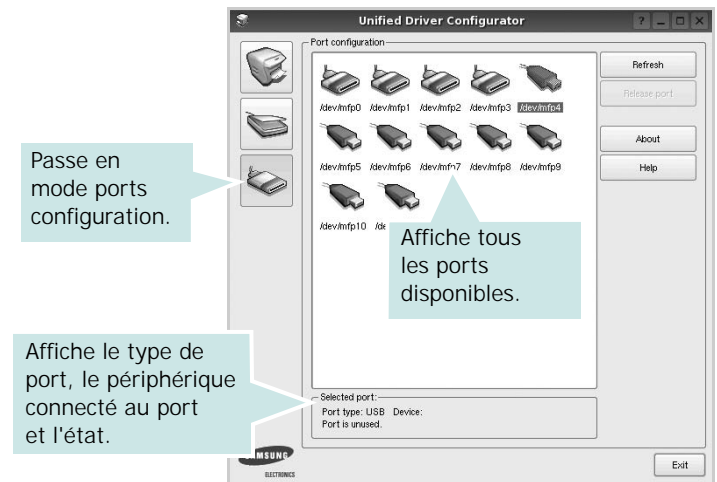 Unified Driver Configurator
Port configuration
/dev/mfp0 /dev/mfp1 /dev/mfp2 /dev/mfp3 /dev/mfp4
/dev/mfp5 /dev/mfp6 /dev/mfp7 /dev/mfp8 /dev/mfp9
/dev/mfp10
Refresh
Release port
About
Help
Passe en
mode ports
configuration.
Affiche tous
les ports
disponibles.
Affiche le type de
port, le périphérique
connecté au port
et l'état.
Selected port:
Port type: USB Device:
Port is unused.
SAMSUNG
ELECTRONICS
Exit